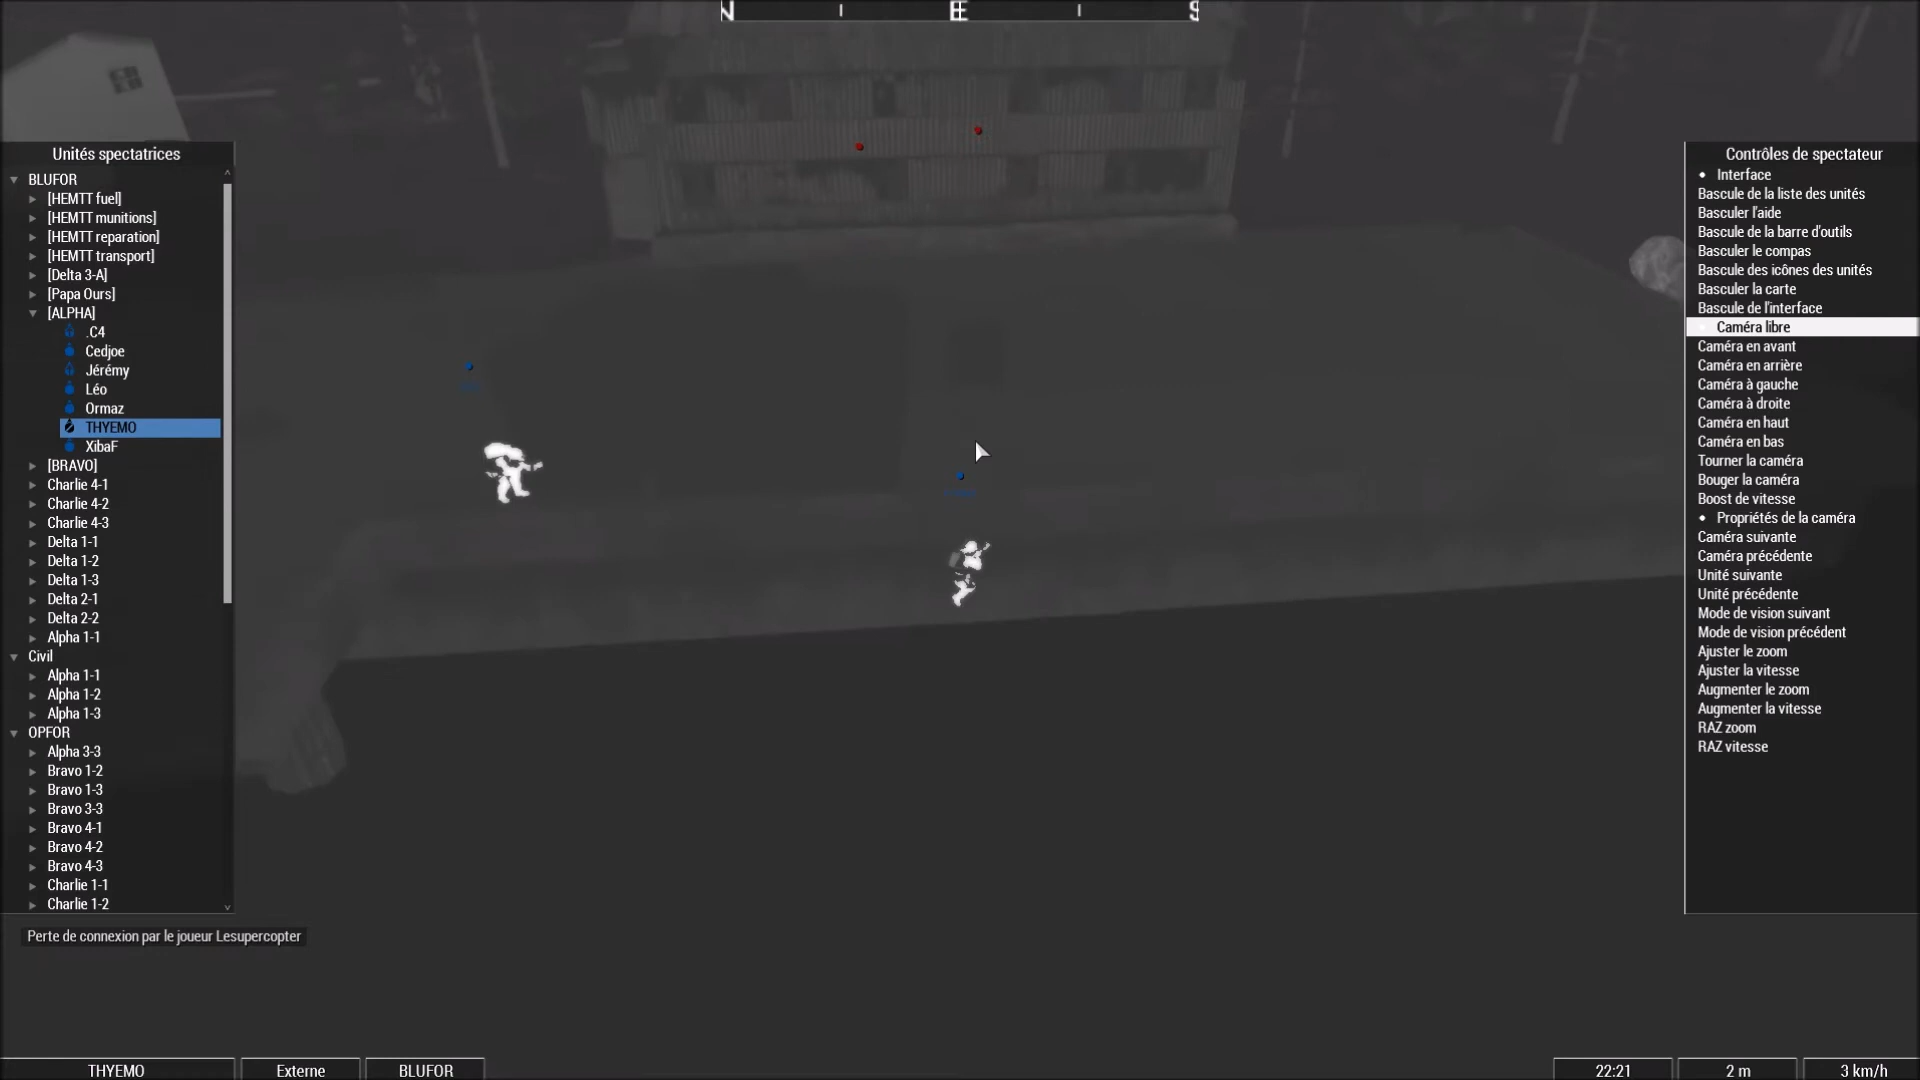 N E S
Unités spectatrices
BLUFOR
[HEMTT fuel]
[HEMTT munitions]
[HEMTT reparation]
[HEMTT transport]
[Delta 3-A]
[Papa Ours]
[ALPHA]
.C4
Cedjoe
Jérémy
Léo
Ormaz
THYEMO
XibaF
[BRAVO]
Charlie 4-1
Charlie 4-2
Charlie 4-3
Delta 1-1
Delta 1-2
Delta 1-3
Delta 2-1
Delta 2-2
Alpha 1-1
Civil
Alpha 1-1
Alpha 1-2
Alpha 1-3
OPFOR
Alpha 3-3
Bravo 1-2
Bravo 1-3
Bravo 3-3
Bravo 4-1
Bravo 4-2
Bravo 4-3
Charlie 1-1
Charlie 1-2
Contrôles de spectateur
Interface
Bascule de la liste des unités
Basculer l'aide
Bascule de la barre d'outils
Basculer le compas
Bascule des icônes des unités
Basculer la carte
Bascule de l'interface
Caméra libre
Caméra en avant
Caméra en arrière
Caméra à gauche
Caméra à droite
Caméra en haut
Caméra en bas
Tourner la caméra
Bouger la caméra
Boost de vitesse
Propriétés de la caméra
Caméra suivante
Caméra précédente
Unité suivante
Unité précédente
Mode de vision suivant
Mode de vision précédent
Ajuster le zoom
Ajuster la vitesse
Augmenter le zoom
Augmenter la vitesse
RAZ zoom
RAZ vitesse
Perte de connexion par le joueur Lesupercopter
THYEMO
Externe
BLUFOR
22:21
2 m
3 km/h